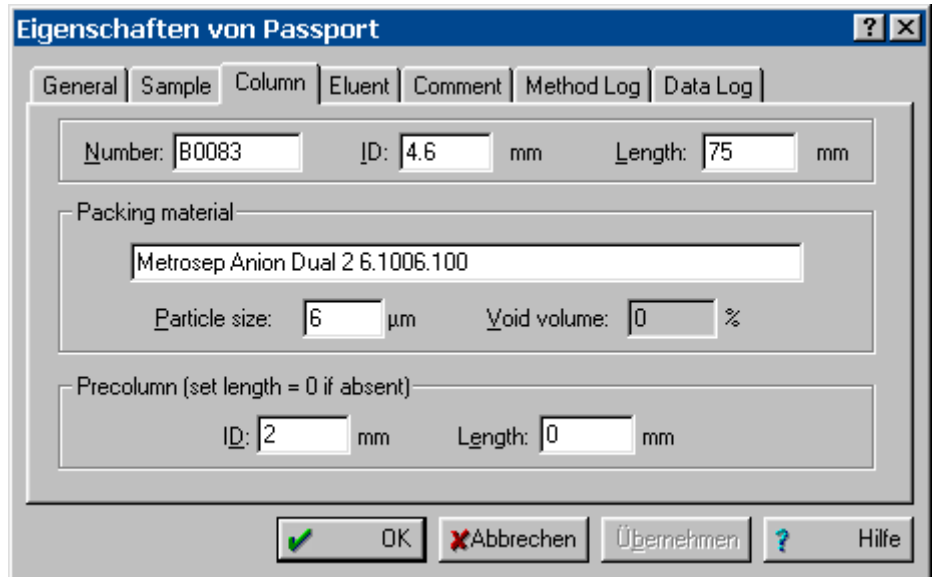 Eigenschaften von Passport
General Sample Column Eluent Comment Method Log Data Log
Number: B0083 ID: 4.6 mm Length: 75 mm
Packing material
Metrosep Anion Dual 2 6.1006.100
Particle size: 6 µm Void volume: 0 %
Precolumn (set length = 0 if absent)
ID: 2 mm Length: 0 mm
OK Abbrechen Übernehmen Hilfe